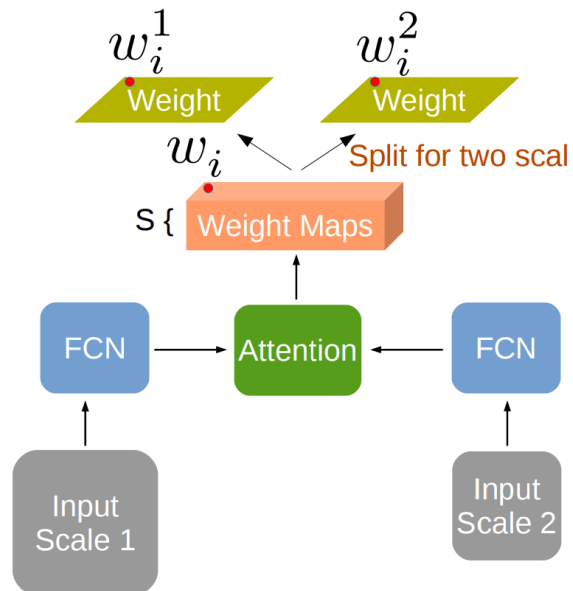 w_i^1
w_i^2
Weight
Weight
w_i
Split for two scal
S {
Weight Maps
FCN
Attention
FCN
Input
Scale 1
Input
Scale 2